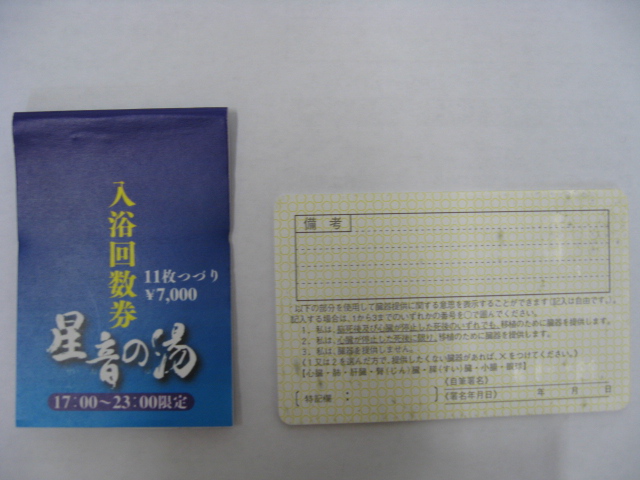 入浴回数券
11枚つづり
¥7,000
星音の湯
17:00～23:00限定
備考
以下の部分を使用して臓器提供に関する意思を表示することができます(記入は自由です。)。
記入する場合は、1から3までのいずれかの番号を〇で囲んでください。
1. 私は、脳死後及び心臓が停止した死後のいずれでも、移植のために臓器を提供します。
2. 私は、心臓が停止した死後に限り、移植のために臓器を提供します。
3. 私は、臓器を提供しません。
《1又は2を選んだ方で、提供したくない臓器があれば、×をつけてください。》
【心臓・肺・肝臓・腎(じん)臓・膵(すい)臓・小腸・眼球】
〔特記欄:　〕
《自筆署名》
《署名年月日》　年　月　日